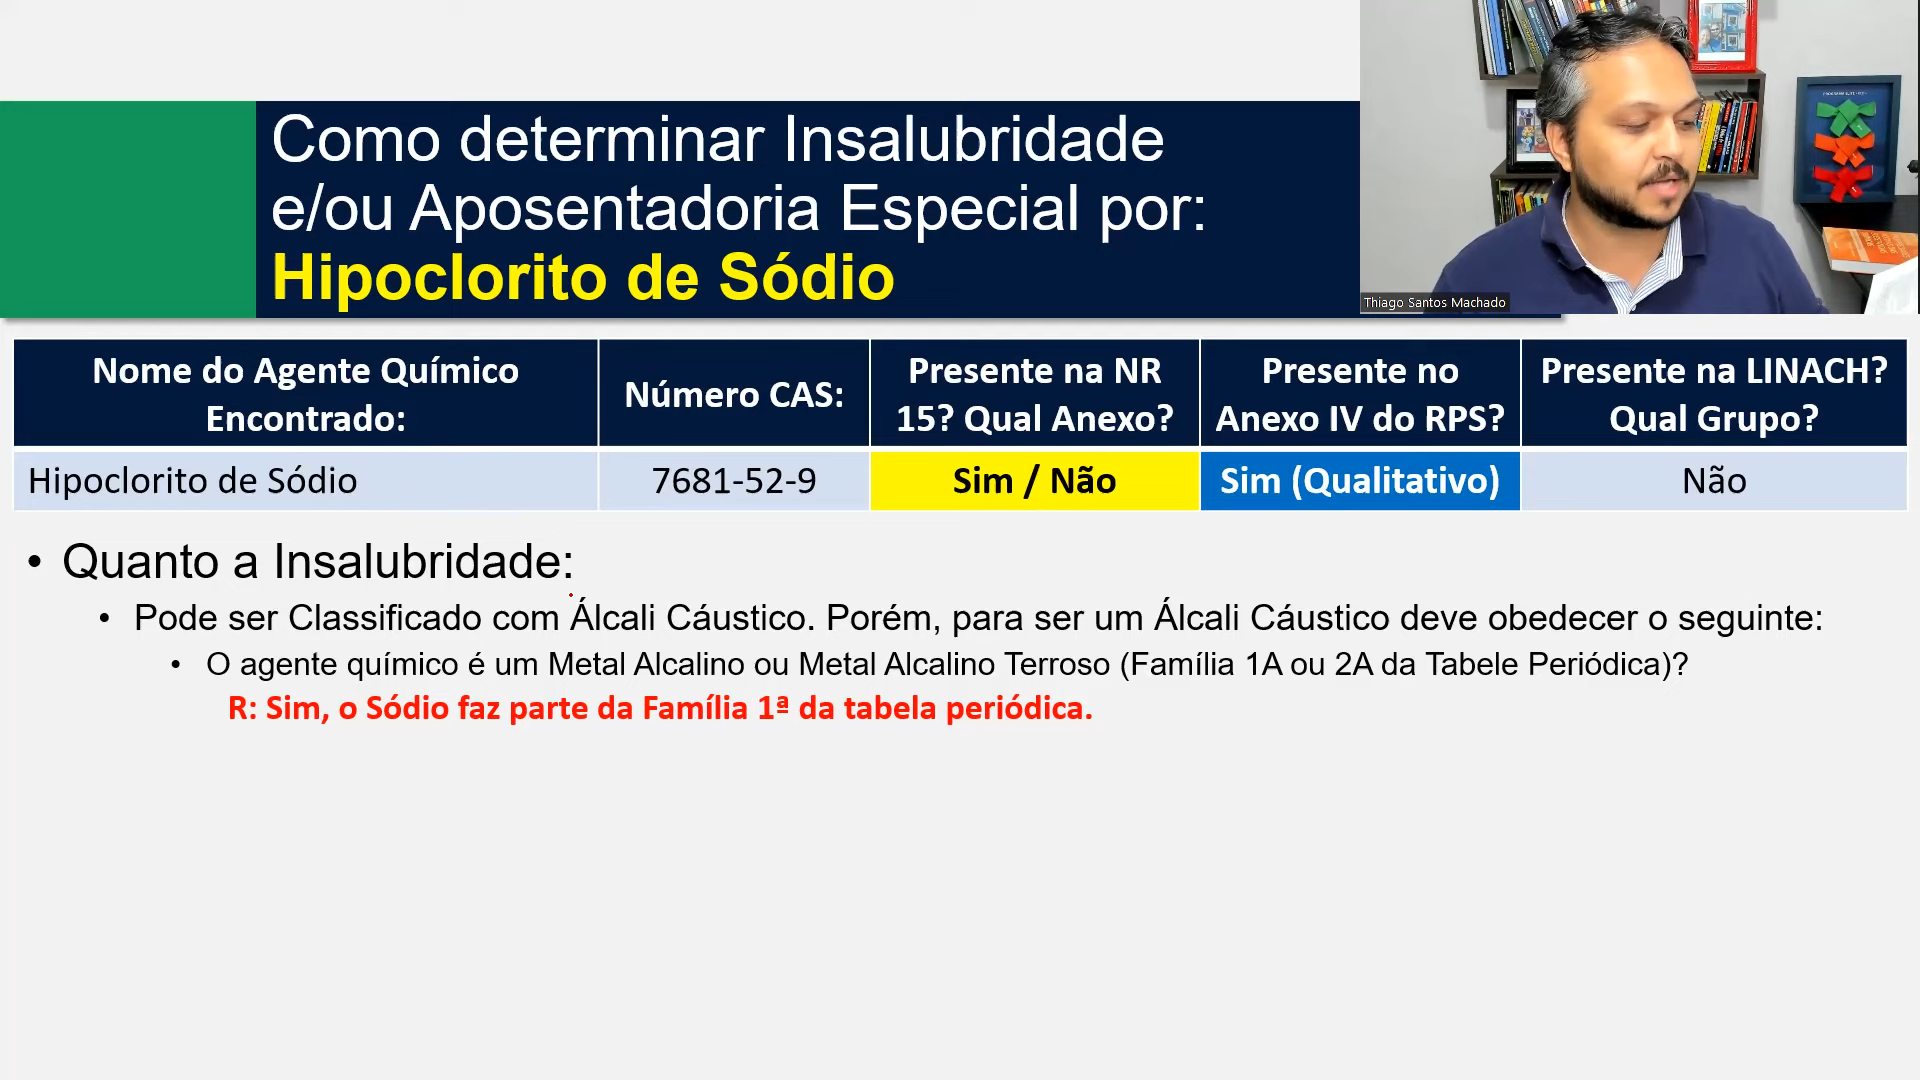 Como determinar Insalubridade
e/ou Aposentadoria Especial por:
Hipoclorito de Sódio
Thiago Santos Machado
Nome do Agente Químico
Encontrado:
Número CAS:
Presente na NR
15? Qual Anexo?
Presente no
Anexo IV do RPS?
Presente na LINACH?
Qual Grupo?
Hipoclorito de Sódio
7681-52-9
Sim / Não
Sim (Qualitativo)
Não
• Quanto a Insalubridade:
• Pode ser Classificado com Álcali Cáustico. Porém, para ser um Álcali Cáustico deve obedecer o seguinte:
• O agente químico é um Metal Alcalino ou Metal Alcalino Terroso (Família 1A ou 2A da Tabele Periódica)?
R: Sim, o Sódio faz parte da Família 1ª da tabela periódica.